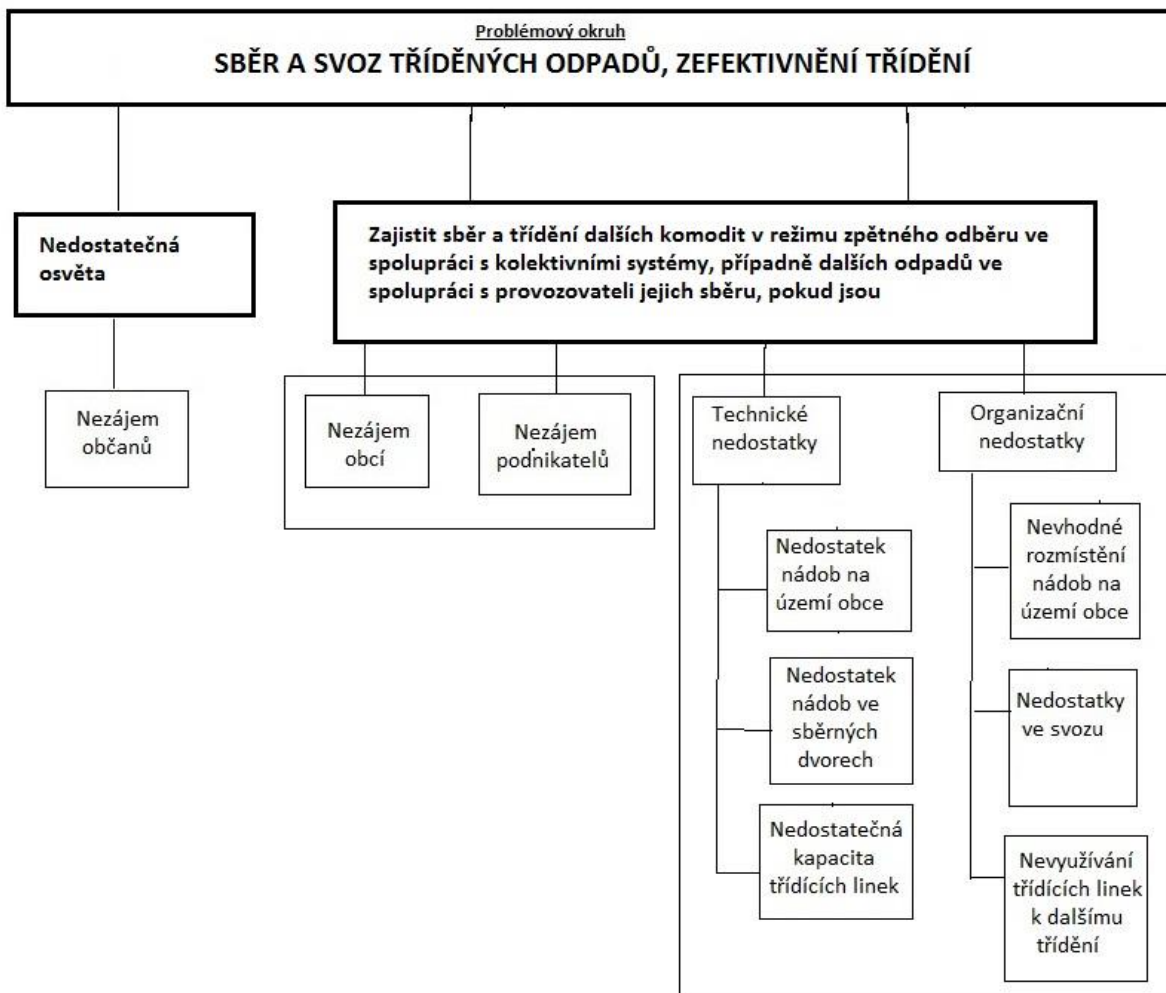 Problémový okruh
SBĚR A SVOZ TŘÍDĚNÝCH ODPADŮ, ZEFEKTIVNĚNÍ TŘÍDĚNÍ
Nedostatečná
osvěta
Zajistit sběr a třídění dalších komodit v režimu zpětného odběru ve
spolupráci s kolektivními systémy, případně dalších odpadů ve
spolupráci s provozovateli jejich sběru, pokud jsou
Nezájem
občanů
Nezájem
obcí
Nezájem
podnikatelů
Technické
nedostatky
Organizační
nedostatky
Nedostatek
nádob na
území obce
Nedostatek
nádob ve
sběrných
dvorech
Nedostatečná
kapacita
třídících linek
Nevhodné
rozmístění
nádob na
území obce
Nedostatky
ve svozu
Nevyužívání
třídících linek
k dalšímu
třídění